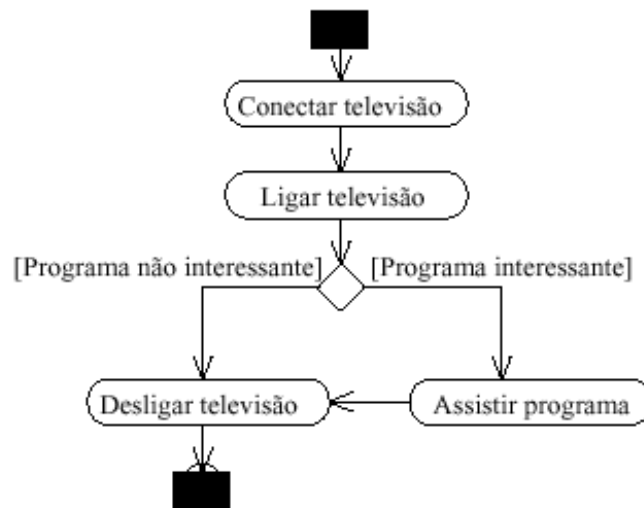 Conectar televisão
Ligar televisão
[Programa não interessante]
[Programa interessante]
Desligar televisão
Assistir programa